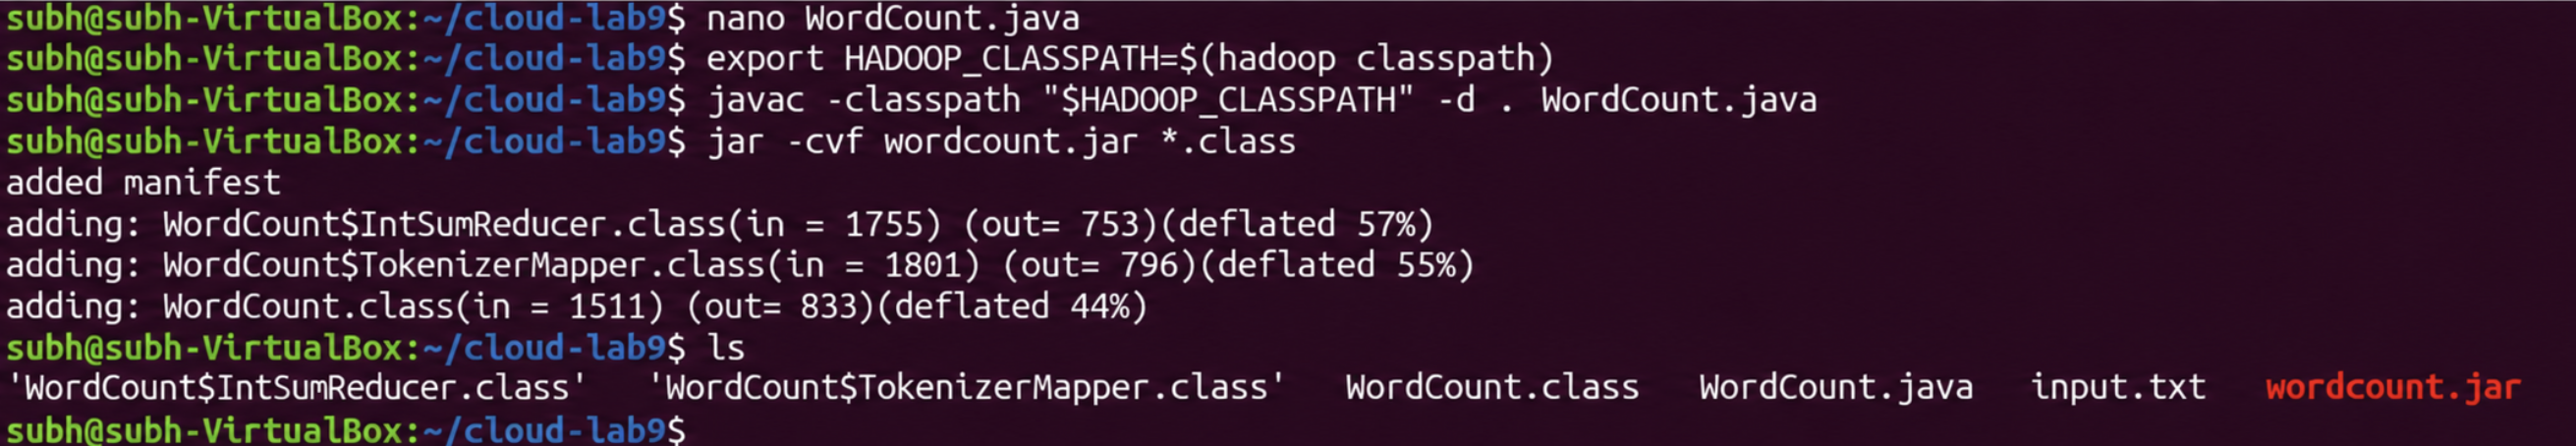 subh@subh-VirtualBox:~/cloud-lab9$ nano WordCount.java
subh@subh-VirtualBox:~/cloud-lab9$ export HADOOP_CLASSPATH=$(hadoop classpath)
subh@subh-VirtualBox:~/cloud-lab9$ javac -classpath "$HADOOP_CLASSPATH" -d . WordCount.java
subh@subh-VirtualBox:~/cloud-lab9$ jar -cvf wordcount.jar *.class
added manifest
adding: WordCount$IntSumReducer.class(in = 1755) (out= 753)(deflated 57%)
adding: WordCount$TokenizerMapper.class(in = 1801) (out= 796)(deflated 55%)
adding: WordCount.class(in = 1511) (out= 833)(deflated 44%)
subh@subh-VirtualBox:~/cloud-lab9$ ls
'WordCount$IntSumReducer.class'   'WordCount$TokenizerMapper.class'   WordCount.class   WordCount.java   input.txt   wordcount.jar
subh@subh-VirtualBox:~/cloud-lab9$